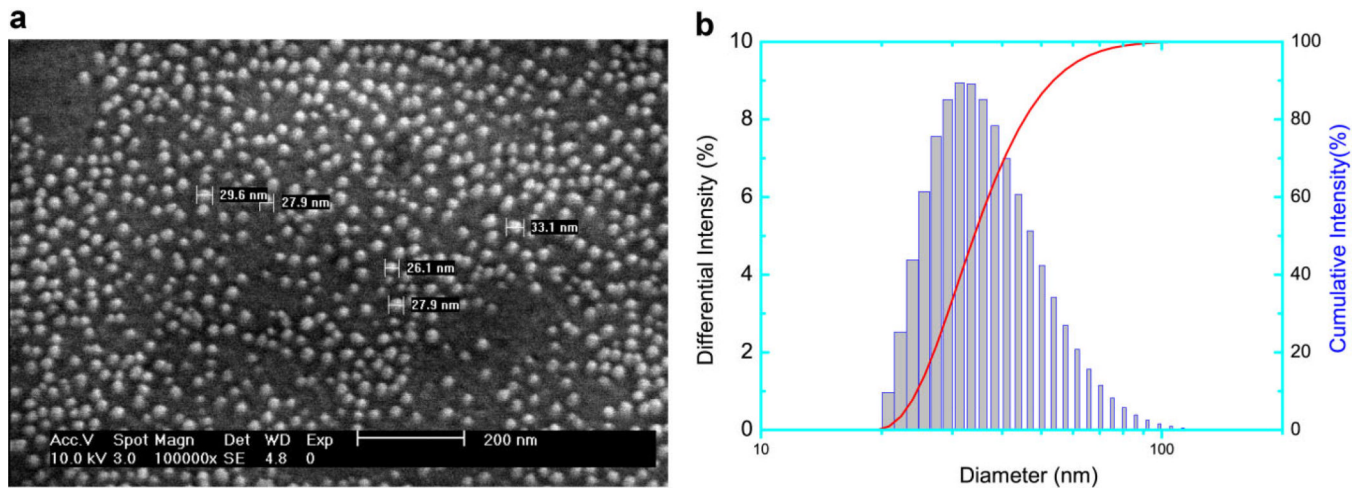 a
29.6 nm
27.9 nm
33.1 nm
26.1 nm
27.9 nm
Acc.V Spot Magn Det WD Exp 200 nm
10.0 kV 3.0 100000x SE 4.8 0
b
Differential Intensity (%)
10
8
6
4
2
0
100
80
60
40
20
0
Cumulative Intensity(%)
10 100
Diameter (nm)